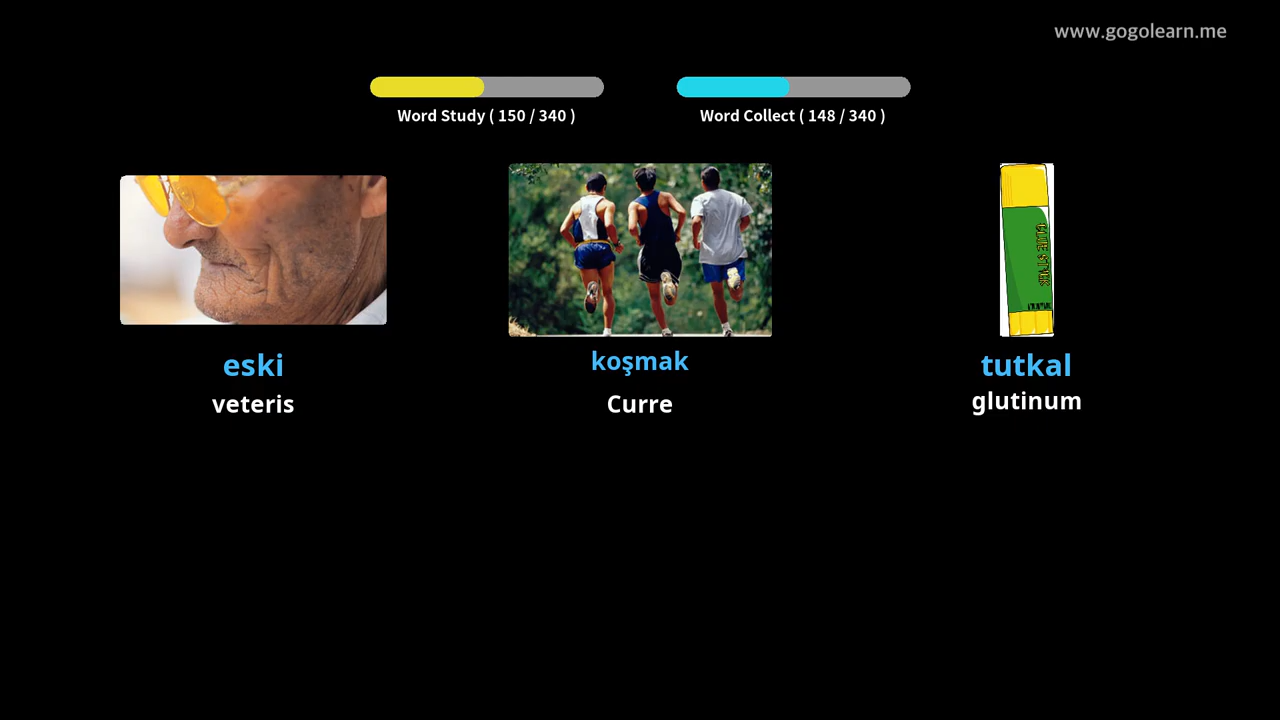 www.gogolearn.me
Word Study ( 150 / 340 )
Word Collect ( 148 / 340 )
eski
koşmak
tutkal
veteris
Curre
glutinum